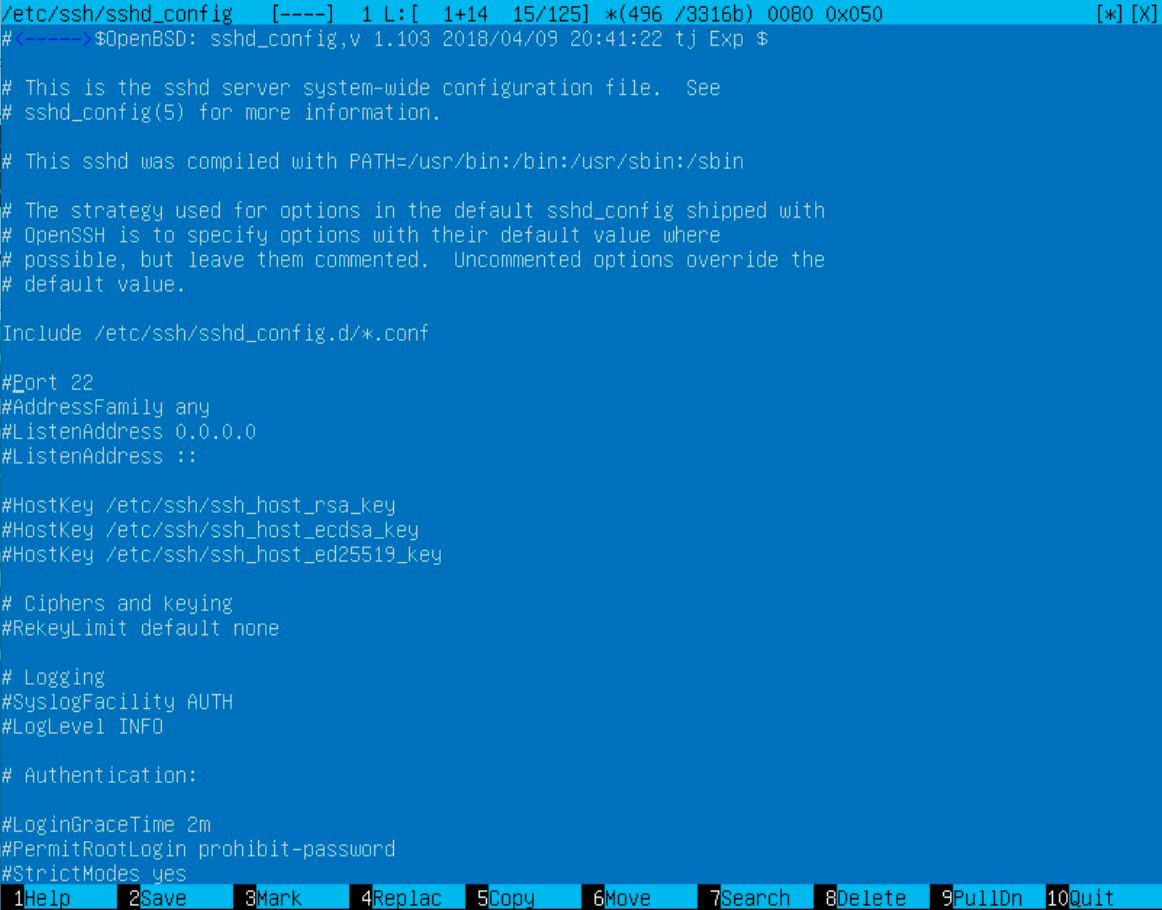 /etc/ssh/sshd_config [----] 1 L:[ 1+14 15/125] *(496 /3316b) 0080 0x050 [*][X]
#<----->$OpenBSD: sshd_config,v 1.103 2018/04/09 20:41:22 tj Exp $
# This is the sshd server system-wide configuration file.  See
# sshd_config(5) for more information.
# This sshd was compiled with PATH=/usr/bin:/bin:/usr/sbin:/sbin
# The strategy used for options in the default sshd_config shipped with
# OpenSSH is to specify options with their default value where
# possible, but leave them commented.  Uncommented options override the
# default value.
Include /etc/ssh/sshd_config.d/*.conf
#Port 22
#AddressFamily any
#ListenAddress 0.0.0.0
#ListenAddress ::
#HostKey /etc/ssh/ssh_host_rsa_key
#HostKey /etc/ssh/ssh_host_ecdsa_key
#HostKey /etc/ssh/ssh_host_ed25519_key
# Ciphers and keying
#RekeyLimit default none
# Logging
#SyslogFacility AUTH
#LogLevel INFO
# Authentication:
#LoginGraceTime 2m
#PermitRootLogin prohibit-password
#StrictModes yes
1Help 2Save 3Mark 4Replac 5Copy 6Move 7Search 8Delete 9PullDn 10Quit